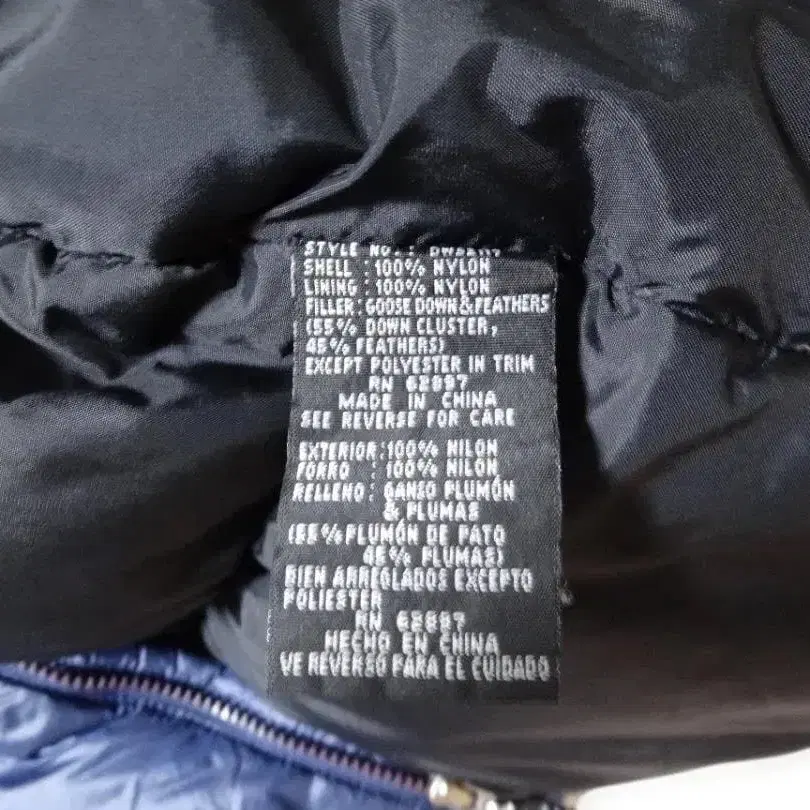 STYLE NO.:
SHELL : 100% NYLON
LINING : 100% NYLON
FILLER : GOOSE DOWN & FEATHERS
(55% DOWN CLUSTER,
45% FEATHERS)
EXCEPT POLYESTER IN TRIM
RN 62897
MADE IN CHINA
SEE REVERSE FOR CARE
EXTERIOR : 100% NILON
FORRO : 100% NILON
RELLENO : GANSO PLUMÓN
& PLUMAS
(55% PLUMÓN DE PATO
45% PLUMAS)
BIEN ARREGLADOS EXCEPTO
POLIESTER
RN 62897
HECHO EN CHINA
VE REVERSO PARA EL CUIDADO